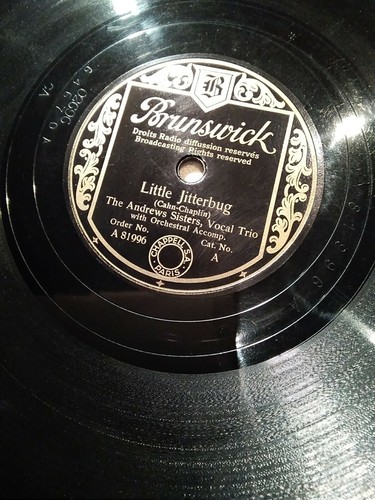 B
Brunswick
Droits Radio diffussion reservés
Broadcasting Rights reserved
Little Jitterbug
(Cahn-Chaplin)
The Andrews Sisters, Vocal Trio
with Orchestral Accomp.
Order No.
A 81996
Cat. No.
A
CHAPPELL S.A.
PARIS